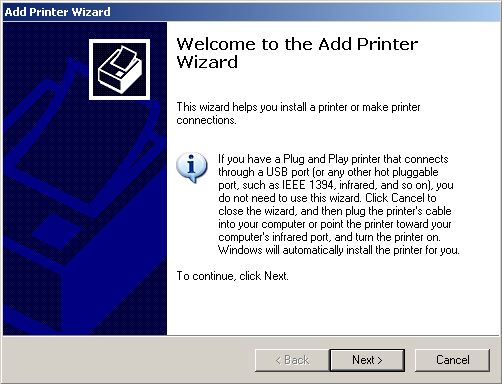 Add Printer Wizard
Welcome to the Add Printer
Wizard
This wizard helps you install a printer or make printer
connections.
If you have a Plug and Play printer that connects
through a USB port (or any other hot pluggable
port, such as IEEE 1394, infrared, and so on), you
do not need to use this wizard. Click Cancel to
close the wizard, and then plug the printer's cable
into your computer or point the printer toward your
computer's infrared port, and turn the printer on.
Windows will automatically install the printer for you.
To continue, click Next.
< Back
Next >
Cancel